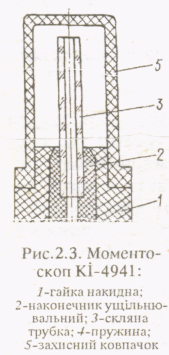 5
3
2
1
Рис.2.3. Моменто-
скоп Кİ-4941:
1-гайка накидна;
2-наконечник ущільню-
вальний; 3-скляна
трубка; 4-пружина;
5-захисний ковпачок